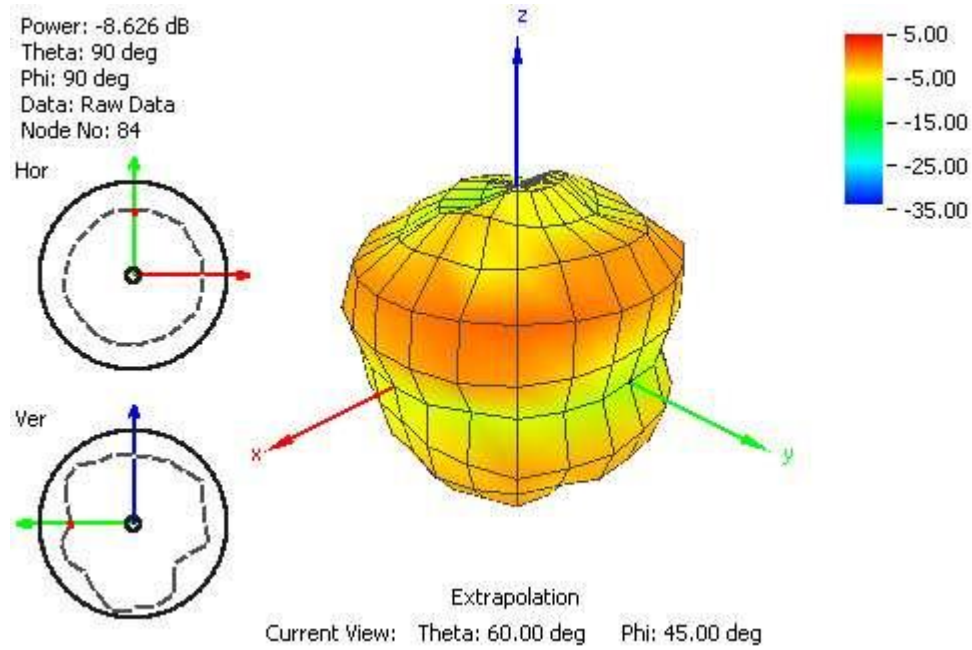 Power: -8.626 dB
Theta: 90 deg
Phi: 90 deg
Data: Raw Data
Node No: 84
Hor
Ver
z
x
y
5.00
-5.00
-15.00
-25.00
-35.00
Extrapolation
Current View: Theta: 60.00 deg Phi: 45.00 deg